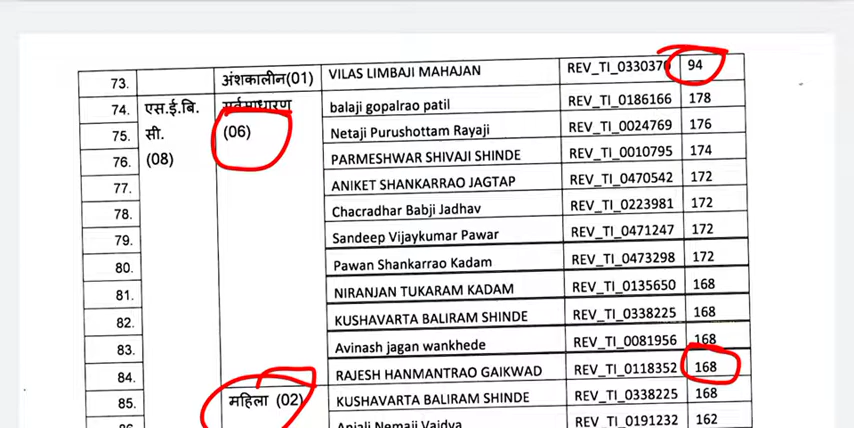 73. अंशकालीन(01) VILAS LIMBAJI MAHAJAN REV_TI_0330370 94
74. एस.ई.बि. सर्वसाधारण balaji gopalrao patil REV_TI_0186166 178
75. सी. (06) Netaji Purushottam Rayaji REV_TI_0024769 176
76. (08) PARMESHWAR SHIVAJI SHINDE REV_TI_0010795 174
77. ANIKET SHANKARRAO JAGTAP REV_TI_0470542 172
78. Chacradhar Babji Jadhav REV_TI_0223981 172
79. Sandeep Vijaykumar Pawar REV_TI_0471247 172
80. Pawan Shankarrao Kadam REV_TI_0473298 172
81. NIRANJAN TUKARAM KADAM REV_TI_0135650 168
82. KUSHAVARTA BALIRAM SHINDE REV_TI_0338225 168
83. Avinash jagan wankhede REV_TI_0081956 168
84. RAJESH HANMANTRAO GAIKWAD REV_TI_0118352 168
85. महिला (02) KUSHAVARTA BALIRAM SHINDE REV_TI_0338225 168
86. Anjali Nemaji Vaidya REV_TI_0191232 162